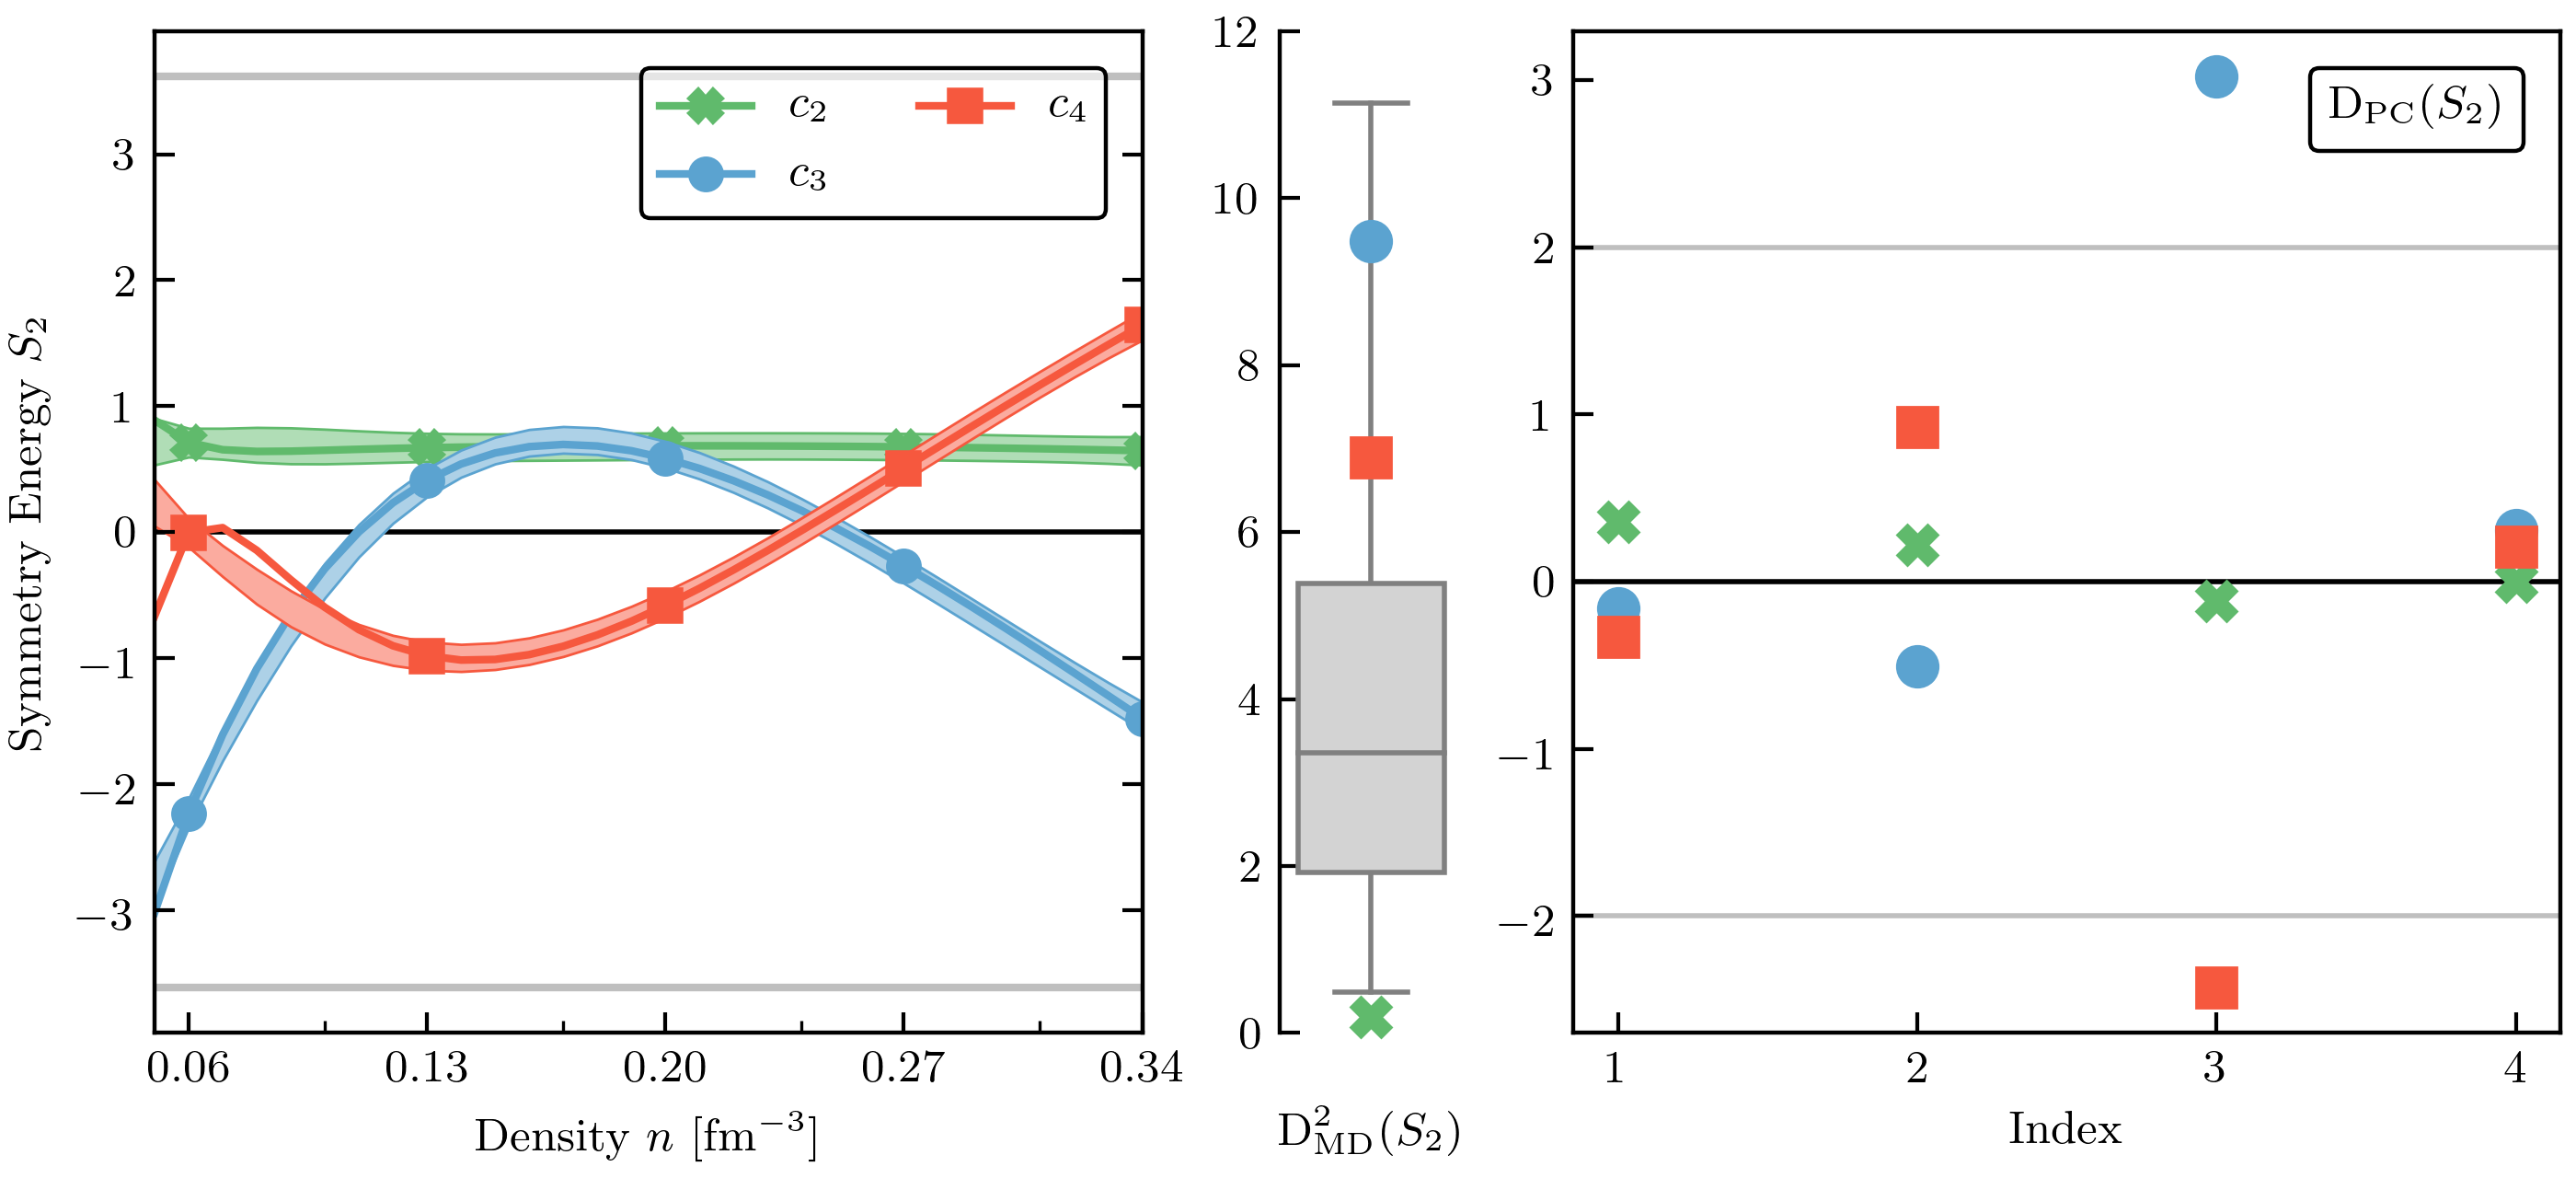 Symmetry Energy S₂
3
2
1
0
−1
−2
−3
0.06 0.13 0.20 0.27 0.34
Density n [fm⁻³]
c₂ c₄
c₃
12
10
8
6
4
2
0
D²_MD(S₂)
3
2
1
0
−1
−2
1 2 3 4
Index
D_PC(S₂)